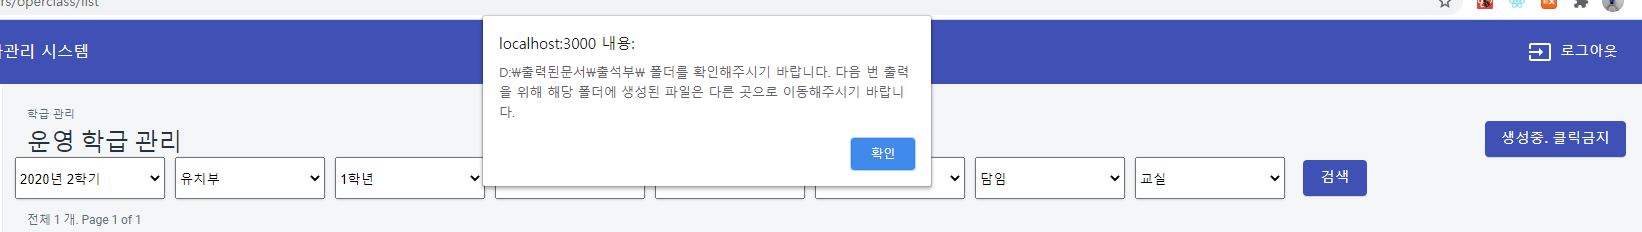 rs/operclass/list
관리 시스템
로그아웃
localhost:3000 내용:
D:₩출력된문서₩출석부₩ 폴더를 확인해주시기 바랍니다. 다음 번 출력
을 위해 해당 폴더에 생성된 파일은 다른 곳으로 이동해주시기 바랍니
다.
확인
학급 관리
운영 학급 관리
생성중. 클릭금지
2020년 2학기
유치부
1학년
담임
교실
검색
전체 1 개. Page 1 of 1